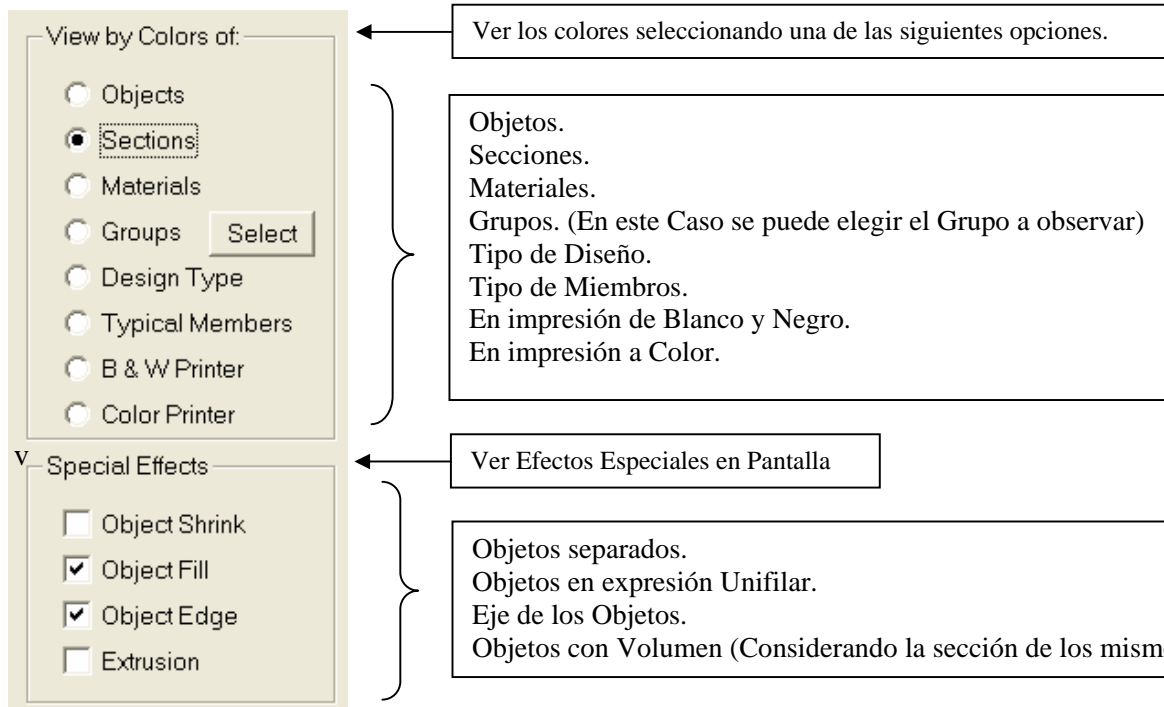 View by Colors of:
Ver los colores seleccionando una de las siguientes opciones.
Objects
Sections
Materials
Groups
Select
Design Type
Typical Members
B & W Printer
Color Printer
Objetos.
Secciones.
Materiales.
Grupos. (En este Caso se puede elegir el Grupo a observar)
Tipo de Diseño.
Tipo de Miembros.
En impresión de Blanco y Negro.
En impresión a Color.
v
Special Effects
Ver Efectos Especiales en Pantalla
Object Shrink
Object Fill
Object Edge
Extrusion
Objetos separados.
Objetos en expresión Unifilar.
Eje de los Objetos.
Objetos con Volumen (Considerando la sección de los